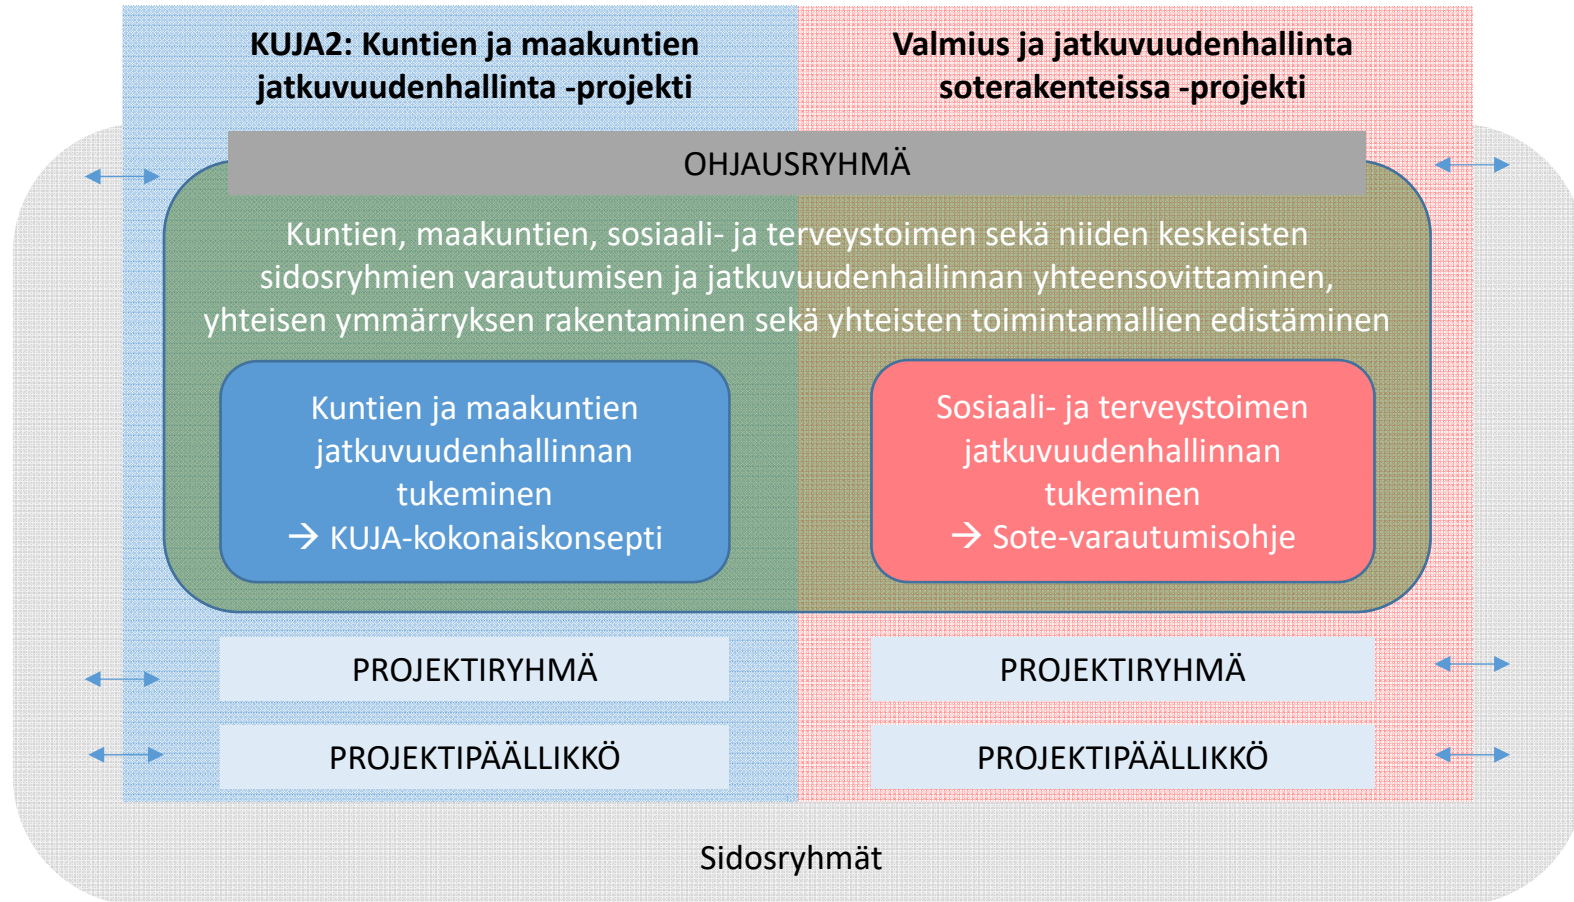 KUJA2: Kuntien ja maakuntien
jatkuvuudenhallinta -projekti
Valmius ja jatkuvuudenhallinta
soterakenteissa -projekti
OHJAUSRYHMÄ
Kuntien, maakuntien, sosiaali- ja terveystoimen sekä niiden keskeisten
sidosryhmien varautumisen ja jatkuvuudenhallinnan yhteensovittaminen,
yhteisen ymmärryksen rakentaminen sekä yhteisten toimintamallien edistäminen
Kuntien ja maakuntien
jatkuvuudenhallinnan
tukeminen
→ KUJA-kokonaiskonsepti
Sosiaali- ja terveystoimen
jatkuvuudenhallinnan
tukeminen
→ Sote-varautumisohje
PROJEKTIRYHMÄ
PROJEKTIRYHMÄ
PROJEKTIPÄÄLLIKKÖ
PROJEKTIPÄÄLLIKKÖ
Sidosryhmät